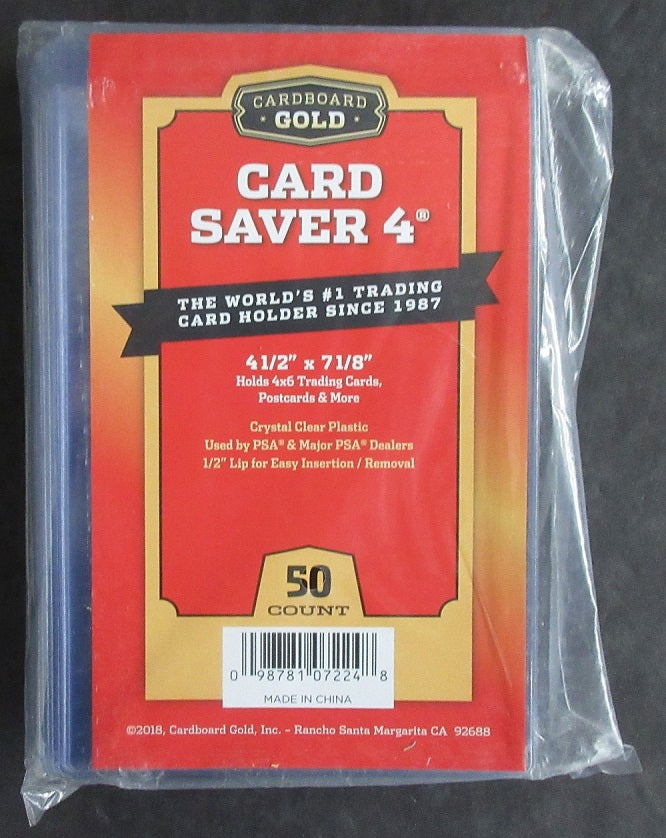 CARDBOARD
· GOLD ·
CARD
SAVER 4®
THE WORLD'S #1 TRADING
CARD HOLDER SINCE 1987
4 1/2" x 7 1/8"
Holds 4x6 Trading Cards,
Postcards & More
Crystal Clear Plastic
Used by PSA® & Major PSA® Dealers
1/2" Lip for Easy Insertion / Removal
50
COUNT
0 98781 07224 8
MADE IN CHINA
©2018, Cardboard Gold, Inc. – Rancho Santa Margarita CA 92688